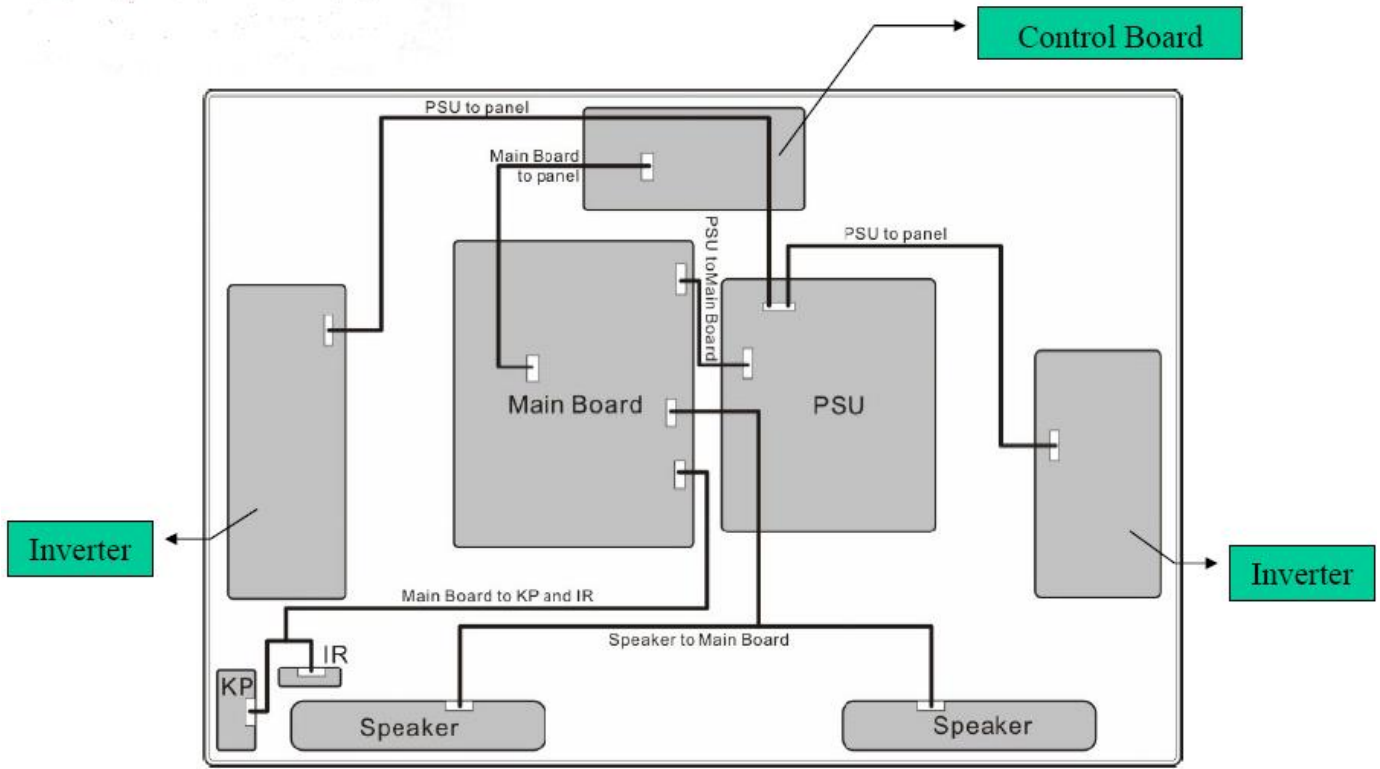 Control Board
PSU to panel
Main Board
to panel
PSU toMain Board
PSU to panel
Main Board
PSU
Inverter
Inverter
Main Board to KP and IR
Speaker to Main Board
IR
KP
Speaker
Speaker